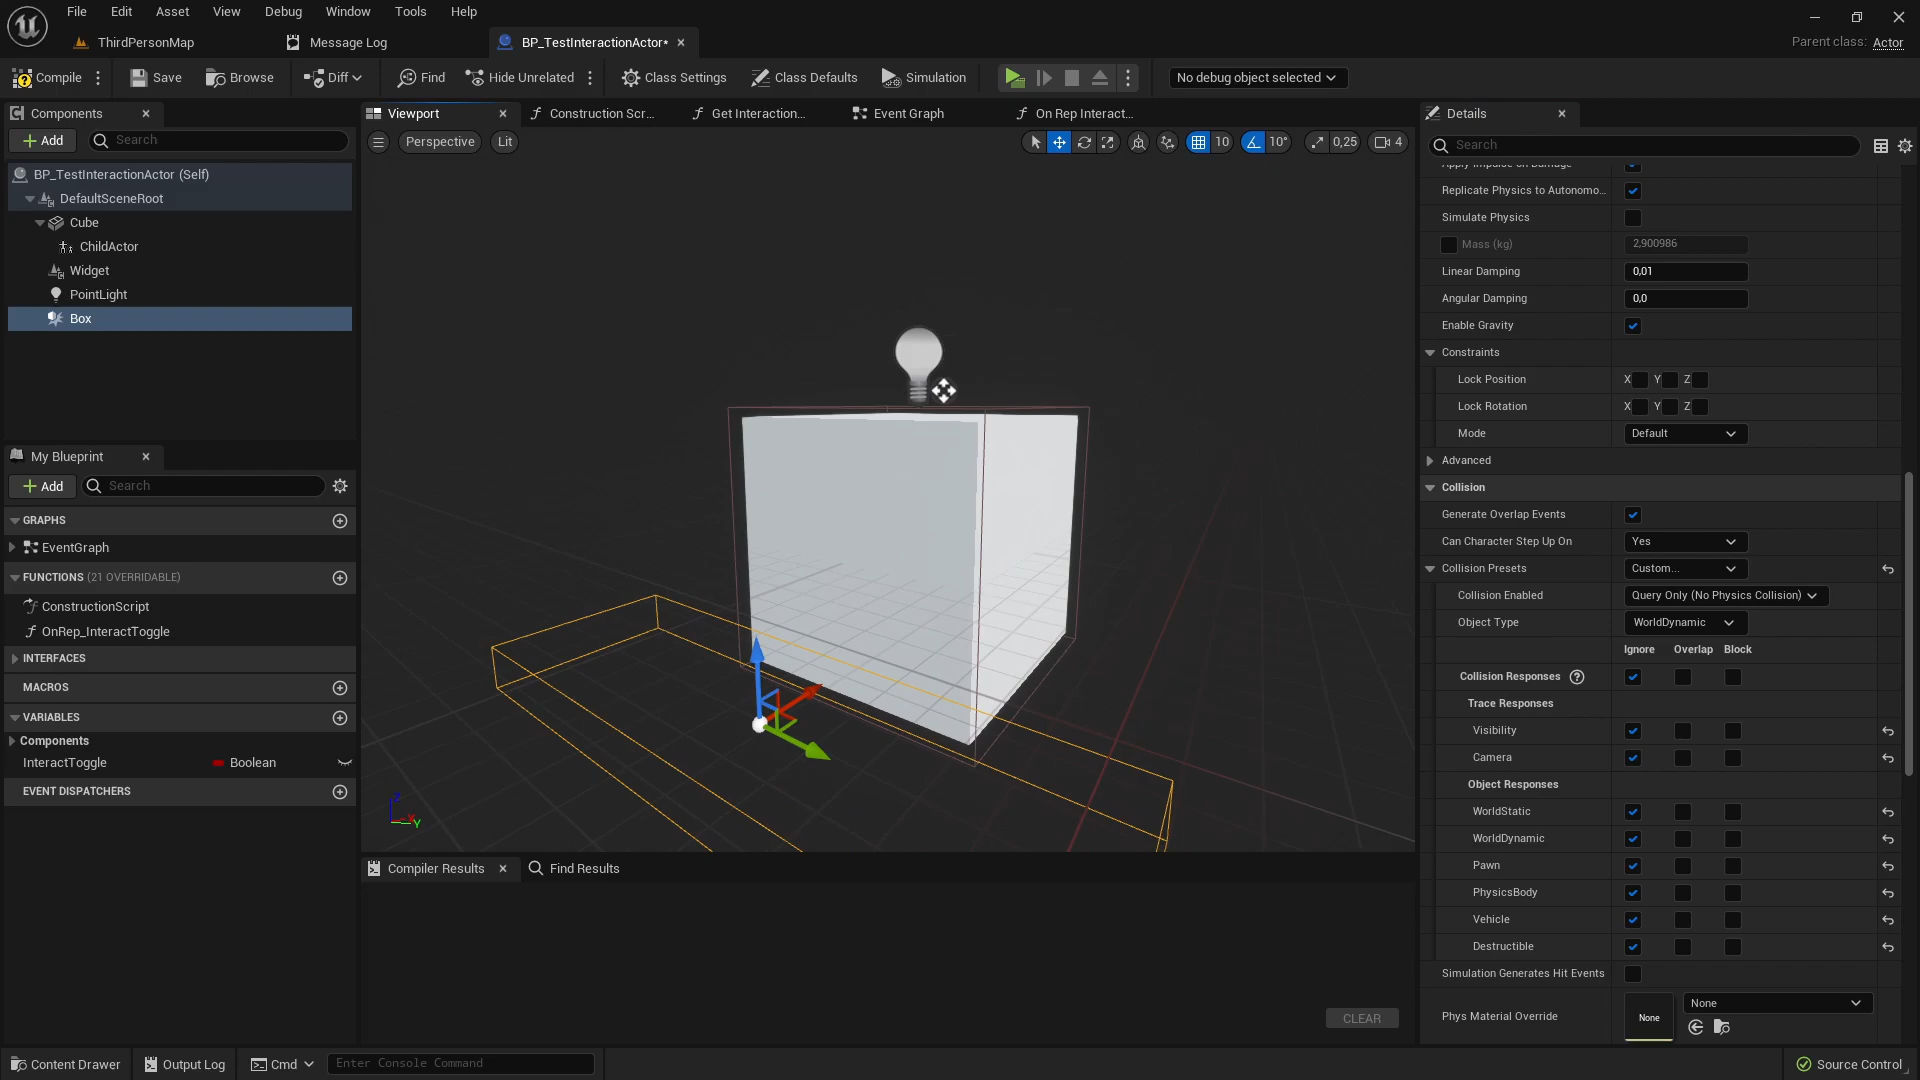 File Edit Asset View Debug Window Tools Help
ThirdPersonMap Message Log BP_TestInteractionActor*
Parent class: Actor
Compile Save Browse Diff Find Hide Unrelated Class Settings Class Defaults Simulation No debug object selected
Components
Add Search
BP_TestInteractionActor (Self)
DefaultSceneRoot
Cube
ChildActor
Widget
PointLight
Box
My Blueprint
Add Search
GRAPHS
EventGraph
FUNCTIONS (21 OVERRIDABLE)
ConstructionScript
OnRep_InteractToggle
INTERFACES
MACROS
VARIABLES
Components
InteractToggle Boolean
EVENT DISPATCHERS
Viewport Construction Scr... Get Interaction... Event Graph On Rep Interact...
Perspective Lit 10 10° 0,25 4
Z
X
Y
Compiler Results Find Results
CLEAR
Details
Search
Apply Impulse on Damage
Replicate Physics to Autonomo...
Simulate Physics
Mass (kg) 2,900986
Linear Damping 0,01
Angular Damping 0,0
Enable Gravity
Constraints
Lock Position X Y Z
Lock Rotation X Y Z
Mode Default
Advanced
Collision
Generate Overlap Events
Can Character Step Up On Yes
Collision Presets Custom...
Collision Enabled Query Only (No Physics Collision)
Object Type WorldDynamic
Ignore Overlap Block
Collision Responses ?
Trace Responses
Visibility
Camera
Object Responses
WorldStatic
WorldDynamic
Pawn
PhysicsBody
Vehicle
Destructible
Simulation Generates Hit Events
Phys Material Override None None
Content Drawer Output Log Cmd Enter Console Command Source Control